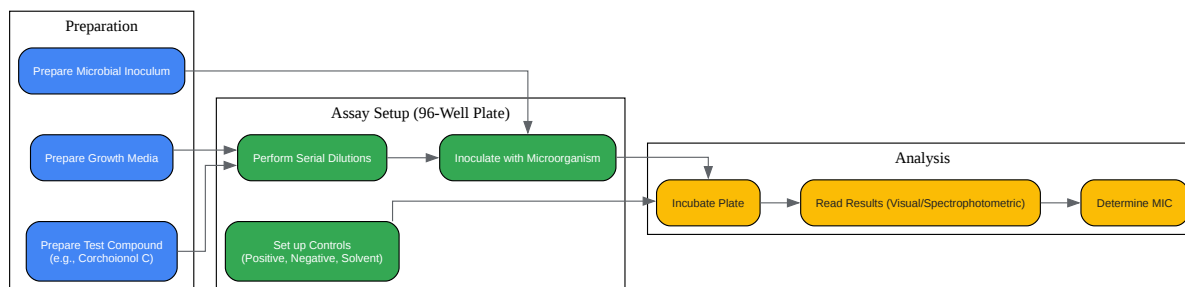 Preparation
Prepare Microbial Inoculum
Prepare Growth Media
Prepare Test Compound
(e.g., Corchoionol C)
Assay Setup (96-Well Plate)
Perform Serial Dilutions
Inoculate with Microorganism
Set up Controls
(Positive, Negative, Solvent)
Analysis
Incubate Plate
Read Results (Visual/Spectrophotometric)
Determine MIC